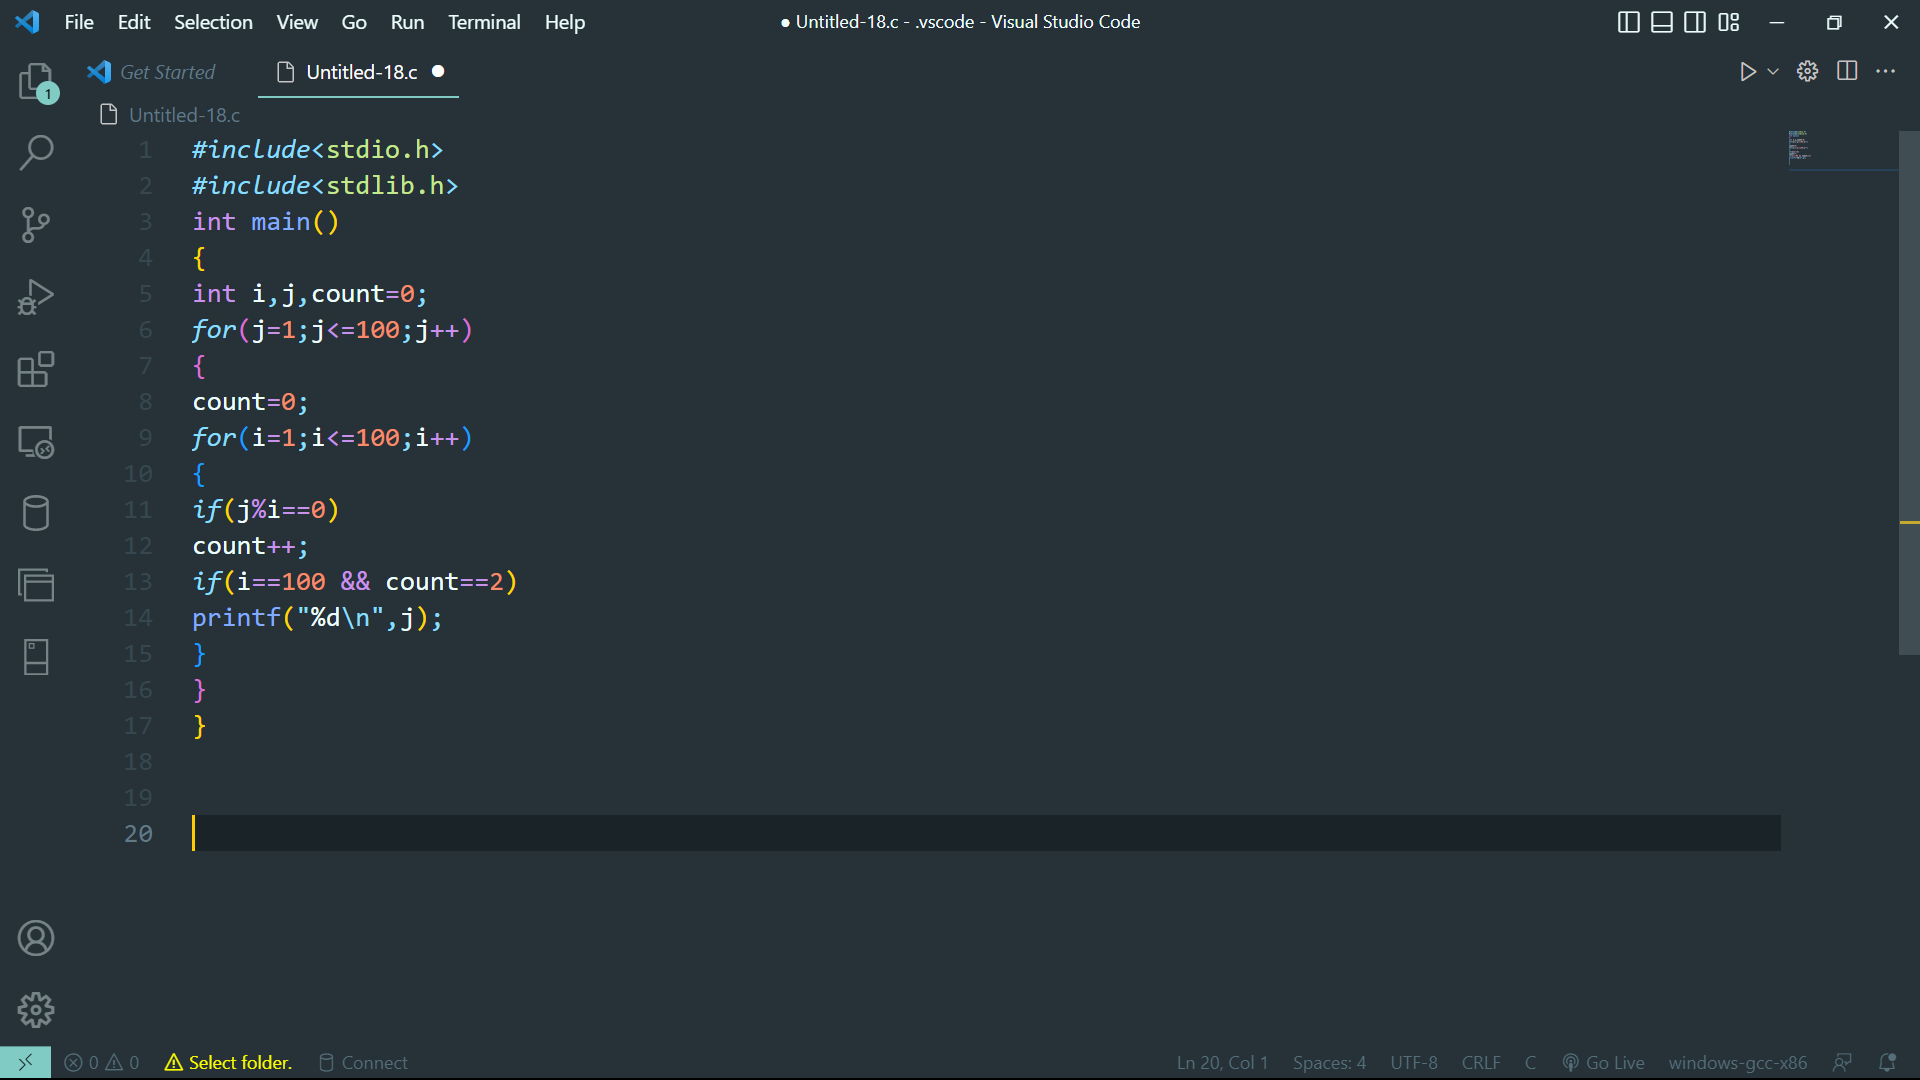 File Edit Selection View Go Run Terminal Help ● Untitled-18.c - .vscode - Visual Studio Code
Get Started Untitled-18.c ●
1
Untitled-18.c
1 #include<stdio.h>
2 #include<stdlib.h>
3 int main()
4 {
5 int i,j,count=0;
6 for(j=1;j<=100;j++)
7 {
8 count=0;
9 for(i=1;i<=100;i++)
10 {
11 if(j%i==0)
12 count++;
13 if(i==100 && count==2)
14 printf("%d\n",j);
15 }
16 }
17 }
18
19
20
0 0 Select folder. Connect Ln 20, Col 1 Spaces: 4 UTF-8 CRLF C Go Live windows-gcc-x86